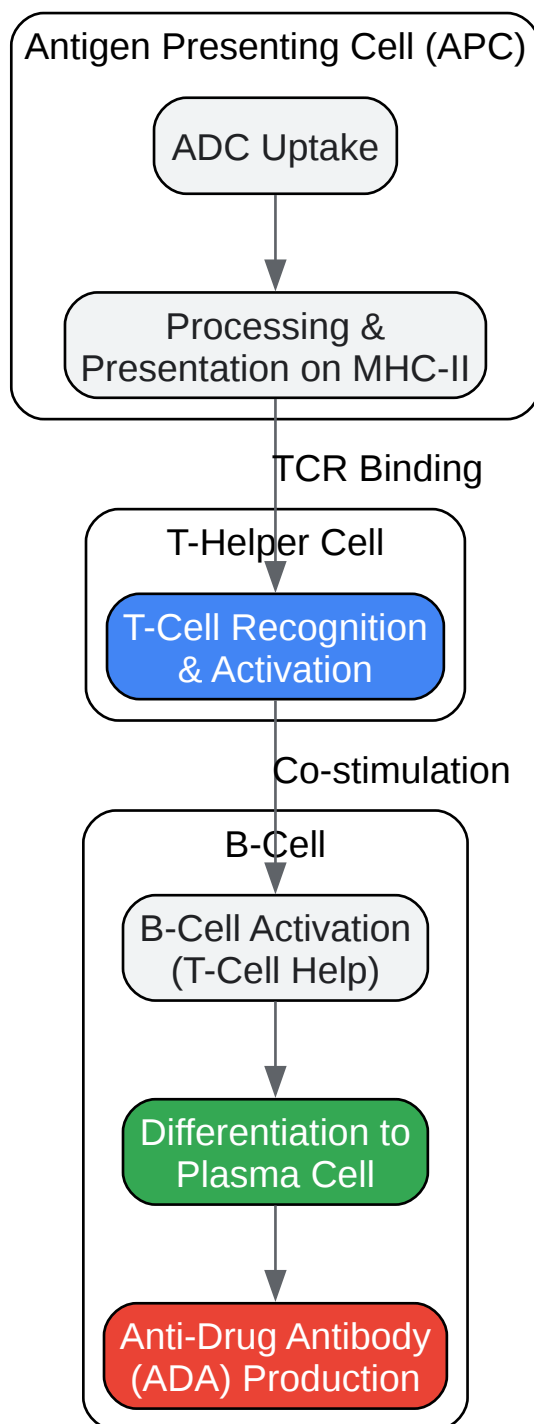 Antigen Presenting Cell (APC)
ADC Uptake
Processing &
Presentation on MHC-II
TCR Binding
T-Helper Cell
T-Cell Recognition
& Activation
Co-stimulation
B-Cell
B-Cell Activation
(T-Cell Help)
Differentiation to
Plasma Cell
Anti-Drug Antibody
(ADA) Production